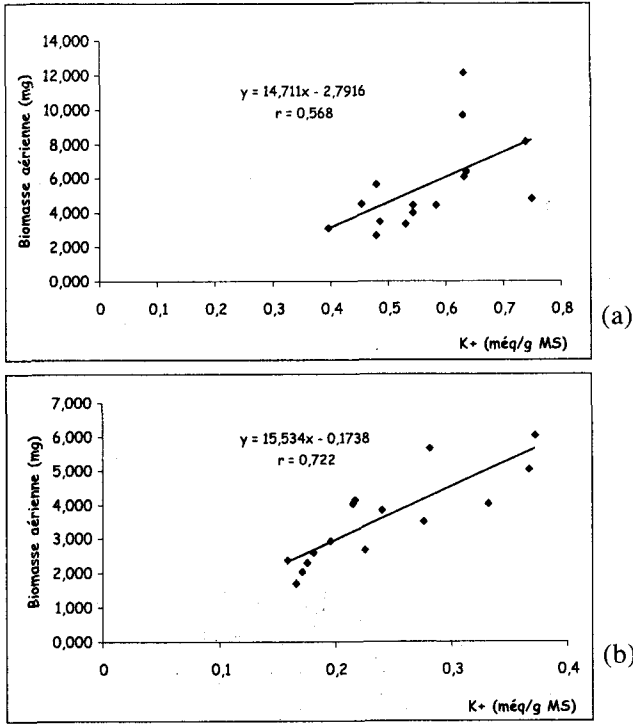 14,000
12,000
10,000
8,000
6,000
4,000
2,000
0,000
Biomasse aérienne (mg)
y = 14,711x - 2,7916
r = 0,568
0 0,1 0,2 0,3 0,4 0,5 0,6 0,7 0,8
K+ (méq/g MS)
(a)
7,000
6,000
5,000
4,000
3,000
2,000
1,000
0,000
Biomasse aérienne (mg)
y = 15,534x - 0,1738
r = 0,722
0 0,1 0,2 0,3 0,4
K+ (méq/g MS)
(b)